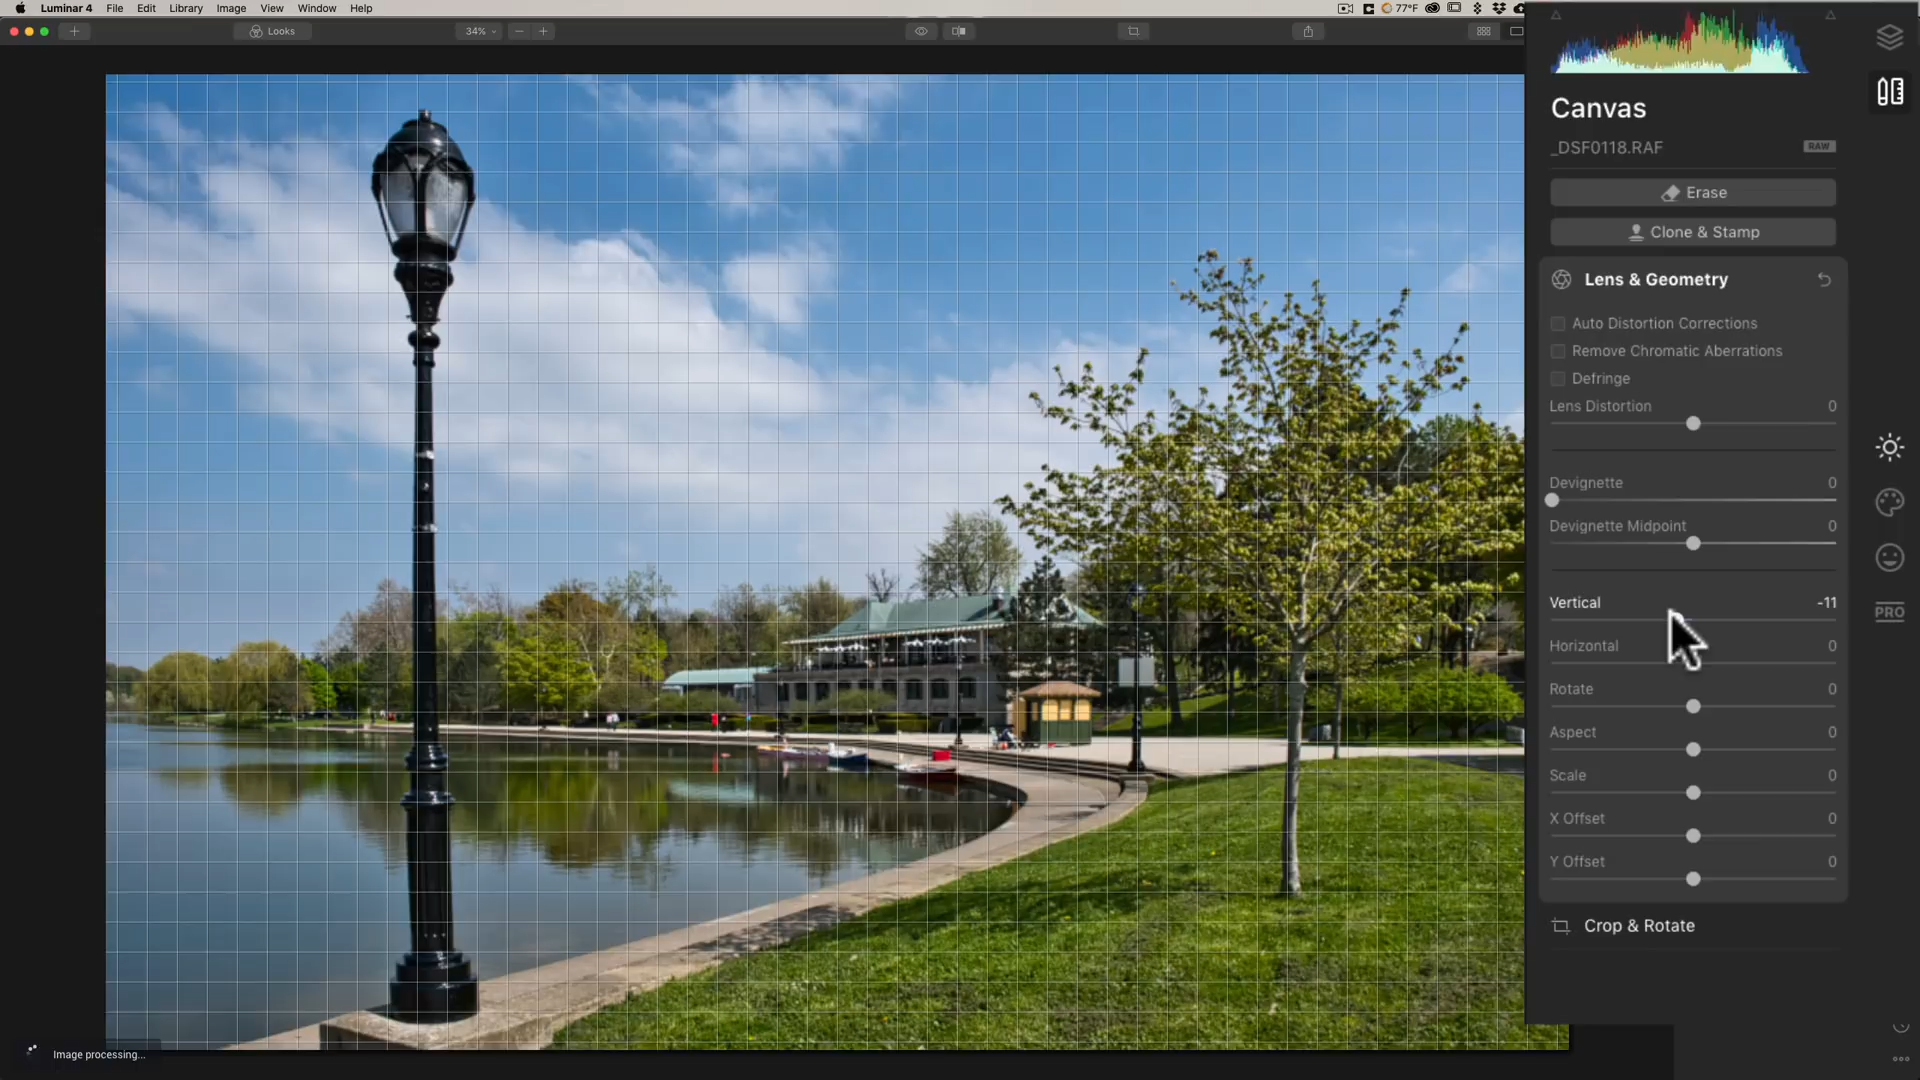 Luminar 4 File Edit Library Image View Window Help 77°F
Looks 34%
Canvas
_DSF0118.RAF RAW
Erase
Clone & Stamp
Lens & Geometry
Auto Distortion Corrections
Remove Chromatic Aberrations
Defringe
Lens Distortion 0
Devignette 0
Devignette Midpoint 0
Vertical -11
Horizontal 0
PRO
Rotate 0
Aspect 0
Scale 0
X Offset 0
Y Offset 0
Crop & Rotate
Image processing...